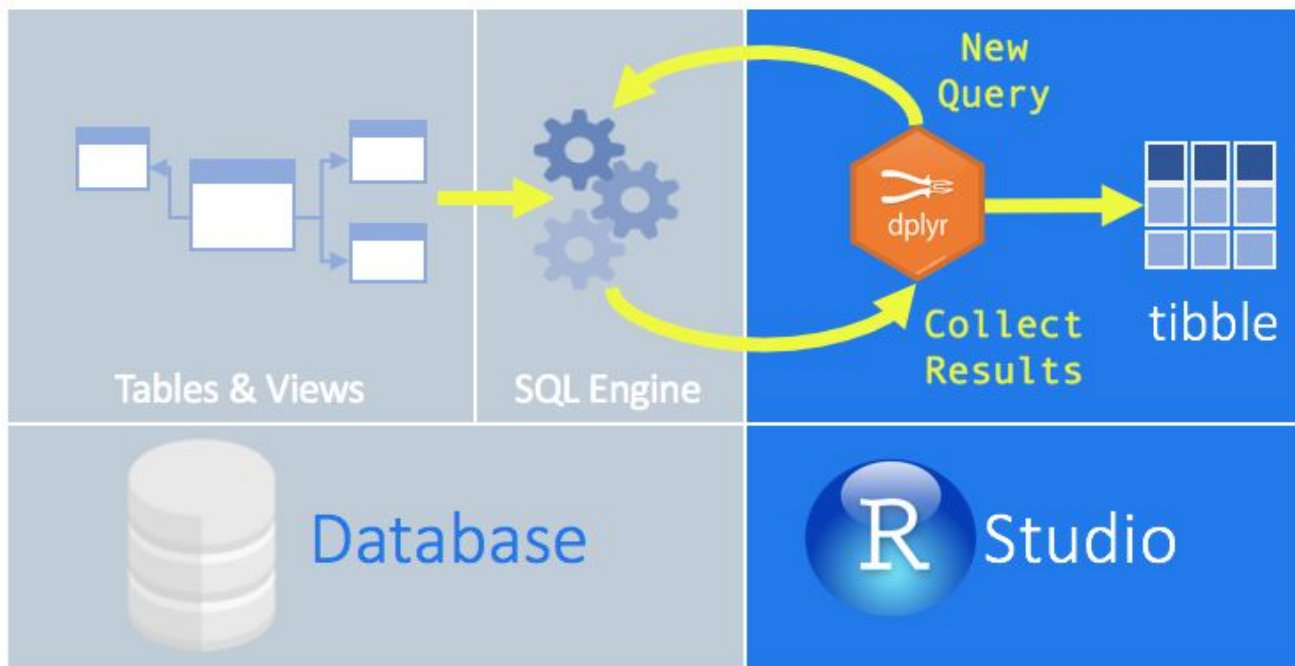 New
Query
dplyr
tibble
Collect
Results
Tables & Views
SQL Engine
Database
R Studio